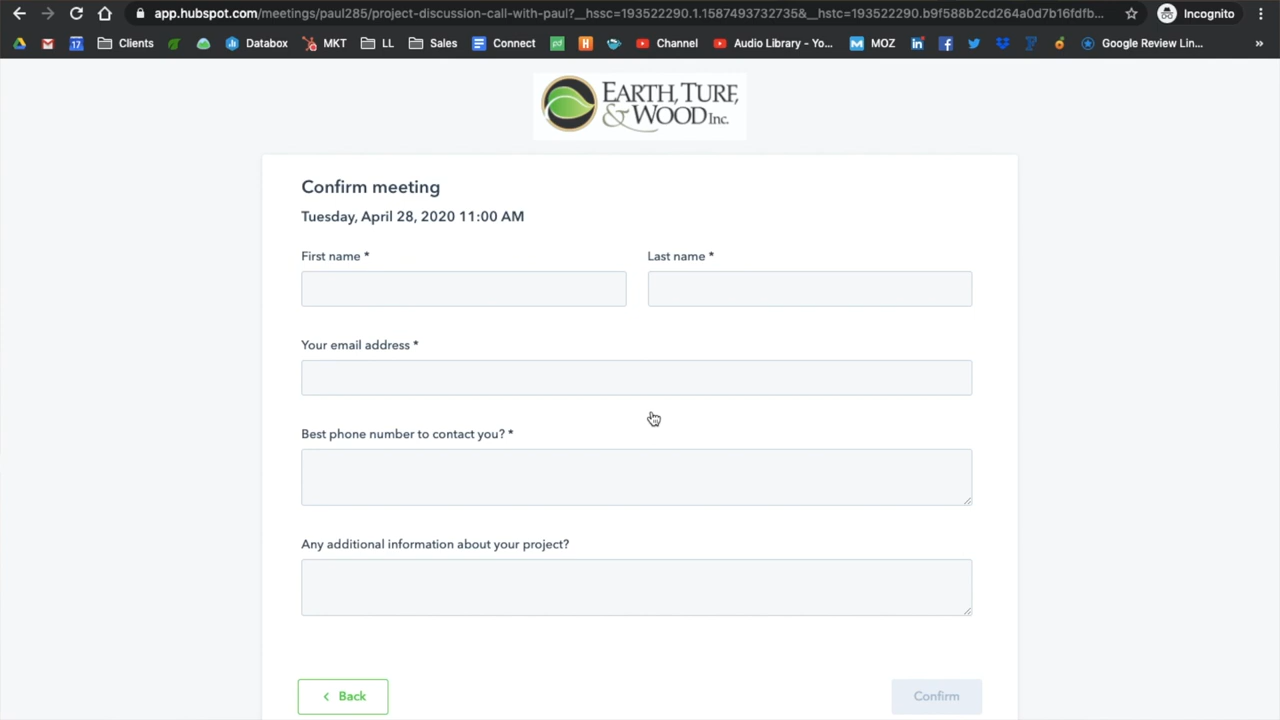 app.hubspot.com/meetings/paul285/project-discussion-call-with-paul?__hssc=193522290.1.1587493732735&__hstc=193522290.b9f588b2cd264a0d7b16fdfb...
Incognito
17 Clients Databox MKT LL Sales Connect pd H Channel Audio Library - Yo... M MOZ in f F Google Review Lin... »
EARTH, TURF,
& WOOD Inc.
Confirm meeting
Tuesday, April 28, 2020 11:00 AM
First name * Last name *
Your email address *
Best phone number to contact you? *
Any additional information about your project?
Back Confirm